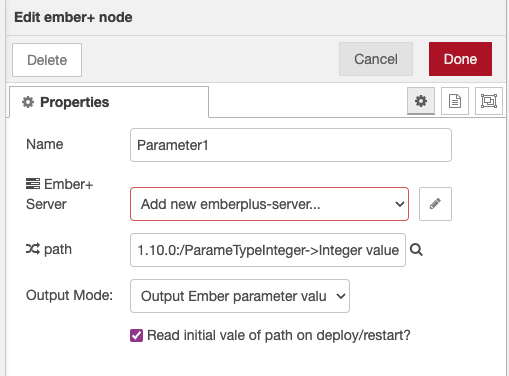 Edit ember+ node
Delete
Cancel
Done
Properties
Name
Parameter1
Ember+
Server
Add new emberplus-server...
path
1.10.0:/ParameTypeInteger->Integer value
Output Mode:
Output Ember parameter valu
Read initial vale of path on deploy/restart?